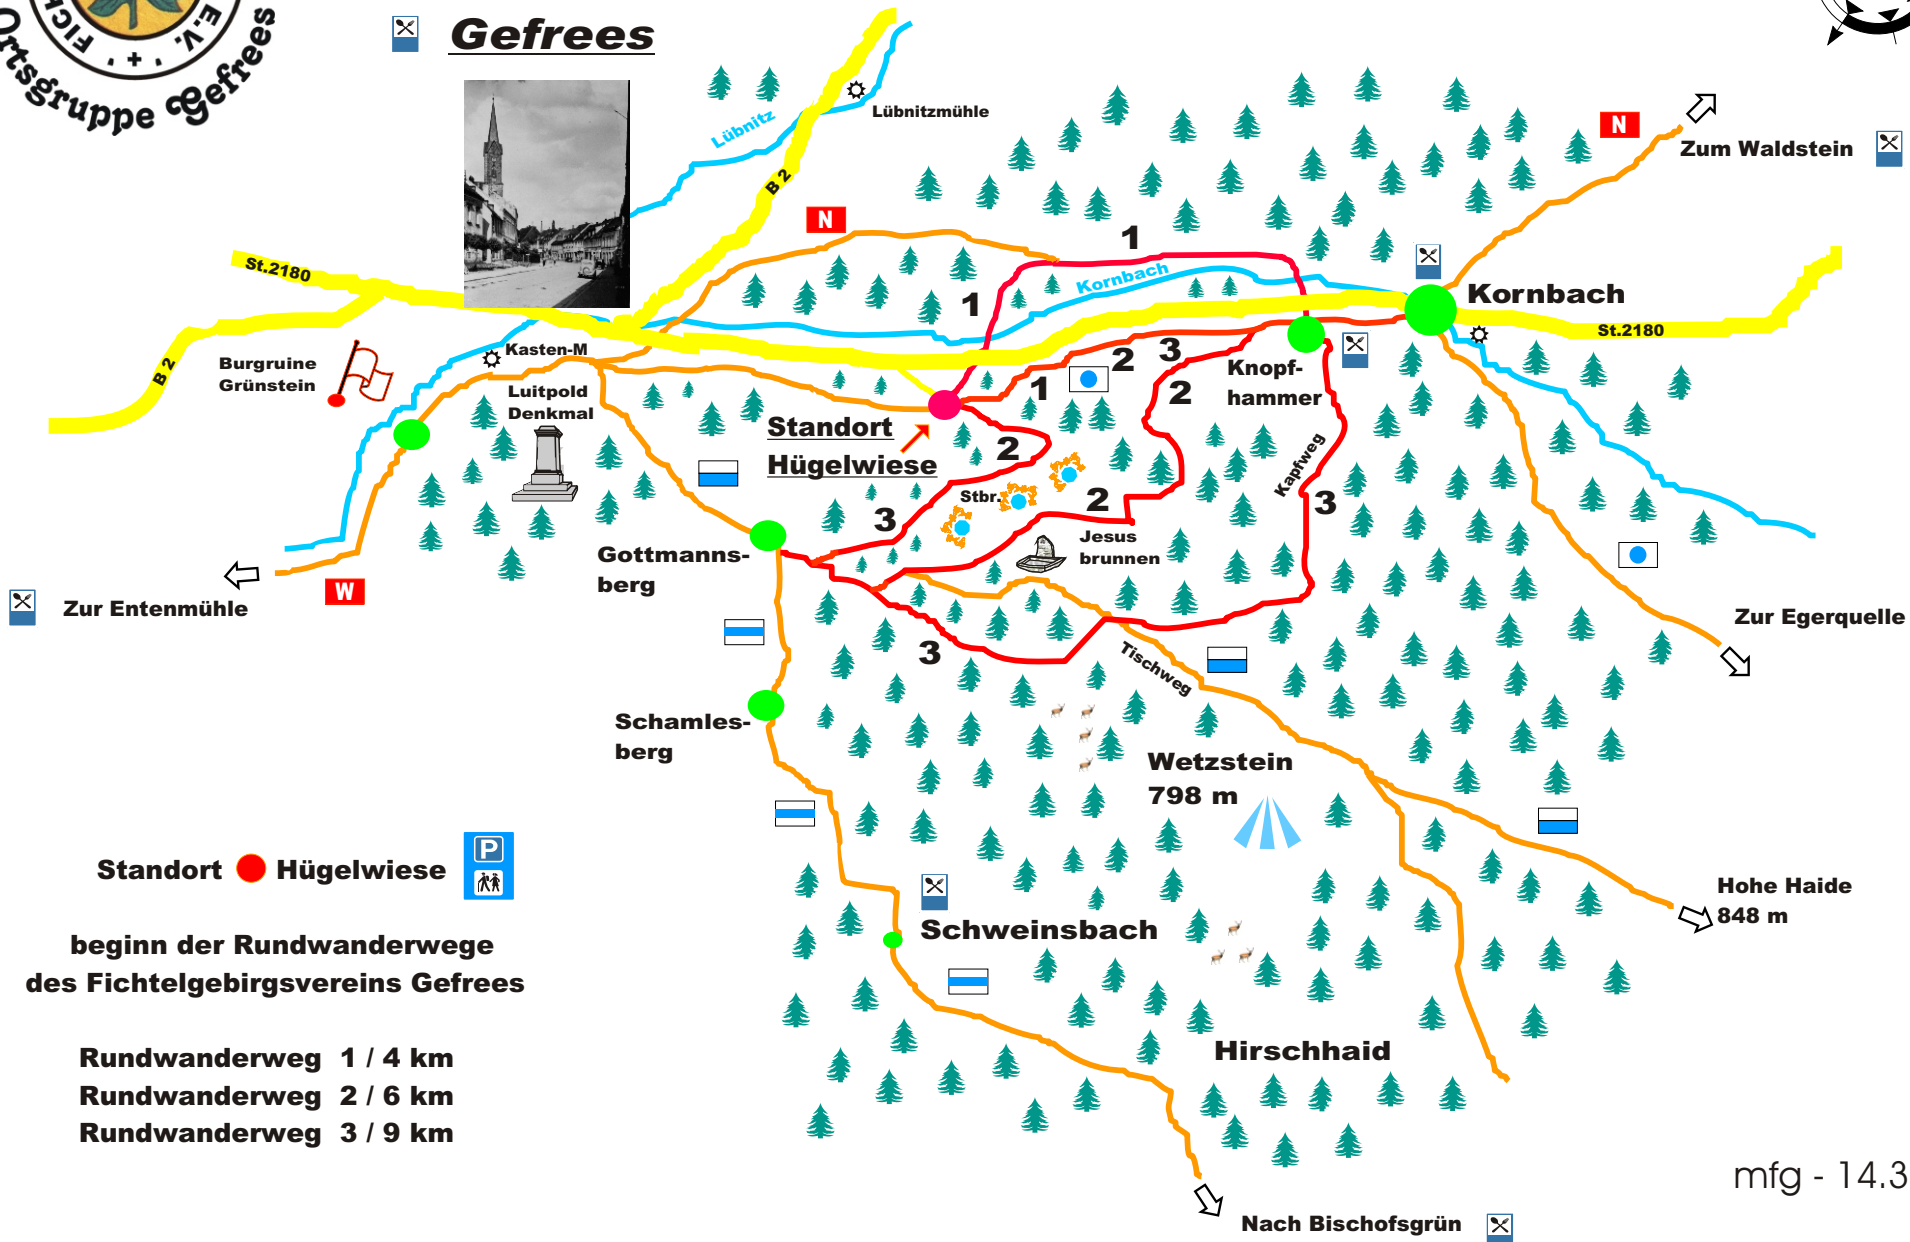 FICH
E.V.
Ortsgruppe Gefrees
Gefrees
Lübnitz
Lübnitzmühle
B 2
N
N
Zum Waldstein
1
St.2180
Kornbach
1
Kornbach
St.2180
B 2
Burgruine
Grünstein
Kasten-M
Luitpold
Denkmal
2
3
1
2
Knopf-
hammer
Standort
Hügelwiese
2
Kapfweg
3
Stbr.
2
3
Jesus
brunnen
Gottmanns-
berg
W
Zur Entenmühle
Zur Egerquelle
3
Tischweg
Schamles-
berg
Wetzstein
798 m
Standort Hügelwiese
P
Hohe Haide
848 m
Schweinsbach
beginn der Rundwanderwege
des Fichtelgebirgsvereins Gefrees
Hirschhaid
Rundwanderweg 1 / 4 km
Rundwanderweg 2 / 6 km
Rundwanderweg 3 / 9 km
mfg - 14.3
Nach Bischofsgrün